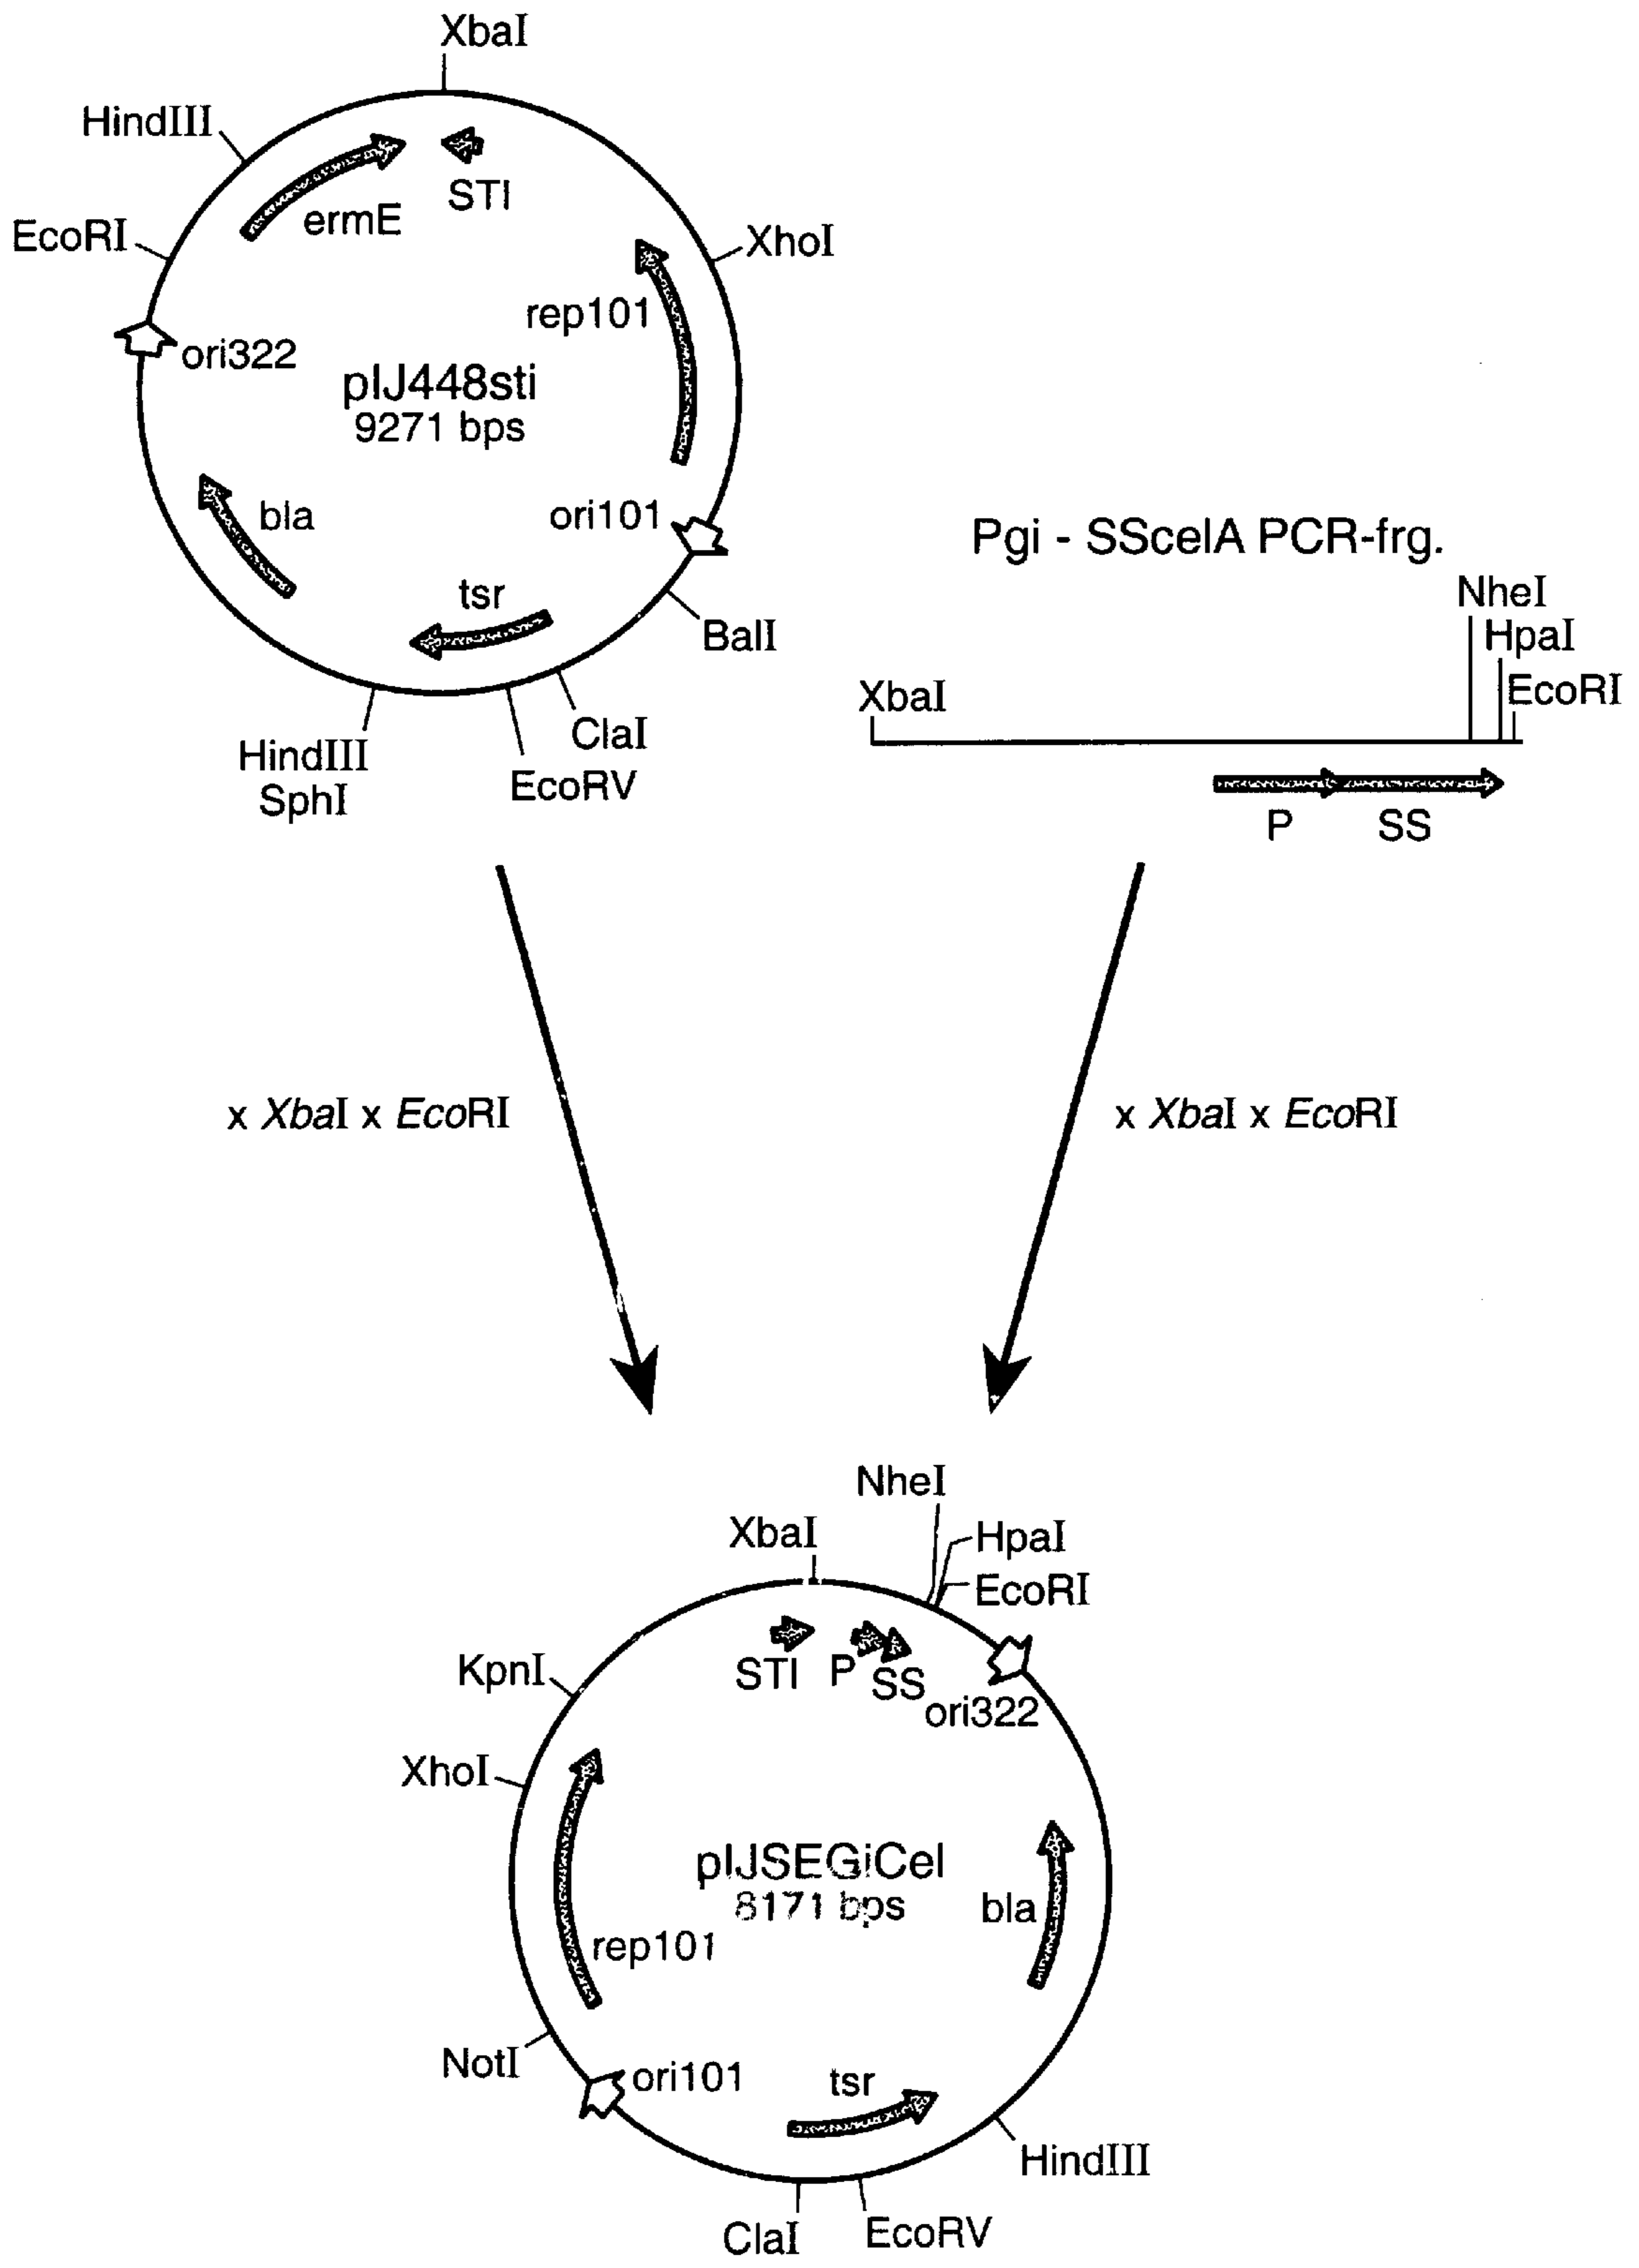 XbaI
HindIII
STI
ermE
EcoRI
XhoI
rep101
ori322
pIJ448sti
9271 bps
bla
ori101
tsr
BalI
ClaI
HindIII
SphI
EcoRV
Pgi - SScelA PCR-frg.
NheI
HpaI
XbaI
EcoRI
P
SS
x XbaI x EcoRI
x XbaI x EcoRI
NheI
XbaI
HpaI
EcoRI
KpnI
STI
P
SS
ori322
XhoI
pIJSEGiCel
8171 bps
bla
rep101
NotI
ori101
tsr
HindIII
ClaI
EcoRV